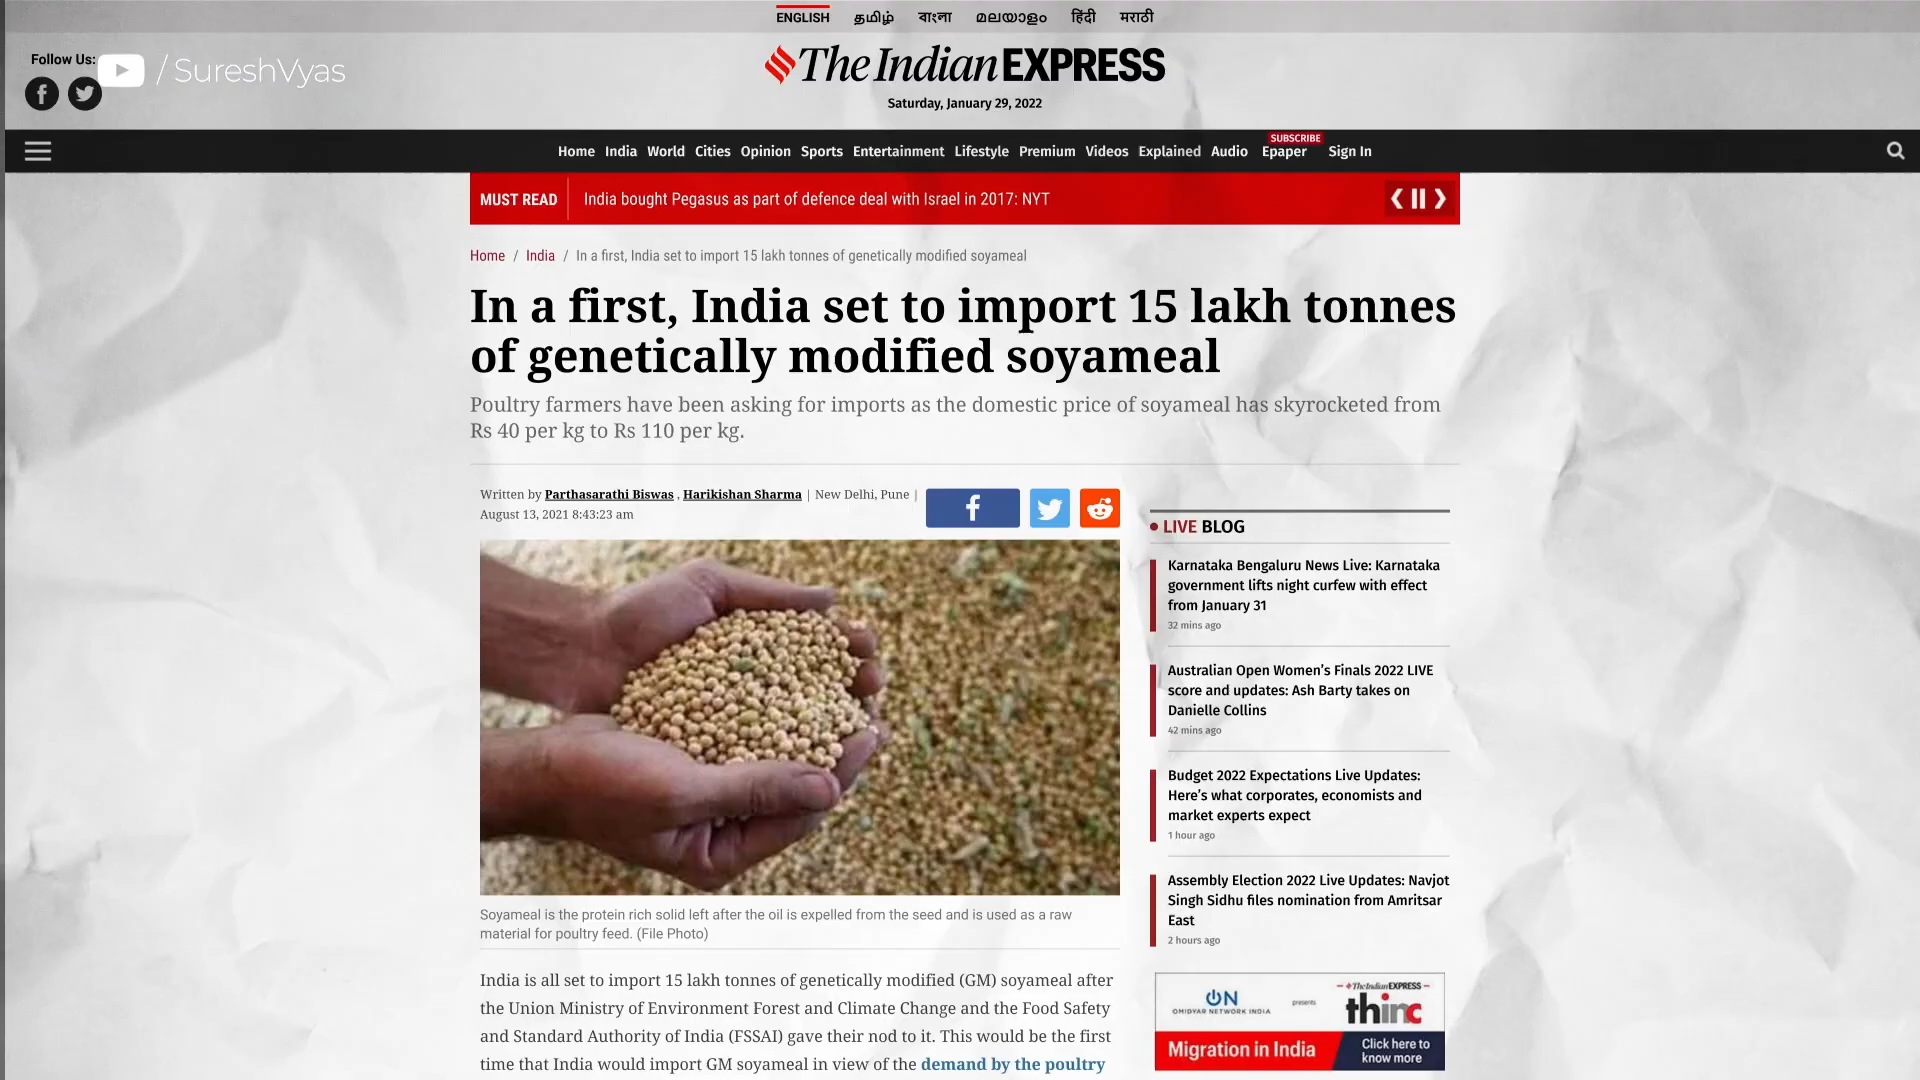 ENGLISH தமிழ் বাংলা മലയാളം हिंदी मराठी
Follow Us:
/SureshVyas
The Indian EXPRESS
Saturday, January 29, 2022
SUBSCRIBE
Home India World Cities Opinion Sports Entertainment Lifestyle Premium Videos Explained Audio Epaper Sign In
MUST READ India bought Pegasus as part of defence deal with Israel in 2017: NYT
Home / India / In a first, India set to import 15 lakh tonnes of genetically modified soyameal
In a first, India set to import 15 lakh tonnes
of genetically modified soyameal
Poultry farmers have been asking for imports as the domestic price of soyameal has skyrocketed from
Rs 40 per kg to Rs 110 per kg.
Written by Parthasarathi Biswas , Harikishan Sharma | New Delhi, Pune |
August 13, 2021 8:43:23 am
Soyameal is the protein rich solid left after the oil is expelled from the seed and is used as a raw
material for poultry feed. (File Photo)
India is all set to import 15 lakh tonnes of genetically modified (GM) soyameal after
the Union Ministry of Environment Forest and Climate Change and the Food Safety
and Standard Authority of India (FSSAI) gave their nod to it. This would be the first
time that India would import GM soyameal in view of the demand by the poultry
LIVE BLOG
Karnataka Bengaluru News Live: Karnataka
government lifts night curfew with effect
from January 31
32 mins ago
Australian Open Women’s Finals 2022 LIVE
score and updates: Ash Barty takes on
Danielle Collins
42 mins ago
Budget 2022 Expectations Live Updates:
Here’s what corporates, economists and
market experts expect
1 hour ago
Assembly Election 2022 Live Updates: Navjot
Singh Sidhu files nomination from Amritsar
East
2 hours ago
ON
OMIDYAR NETWORK INDIA
presents
The Indian EXPRESS
thinc
Migration in India
Click here to
know more